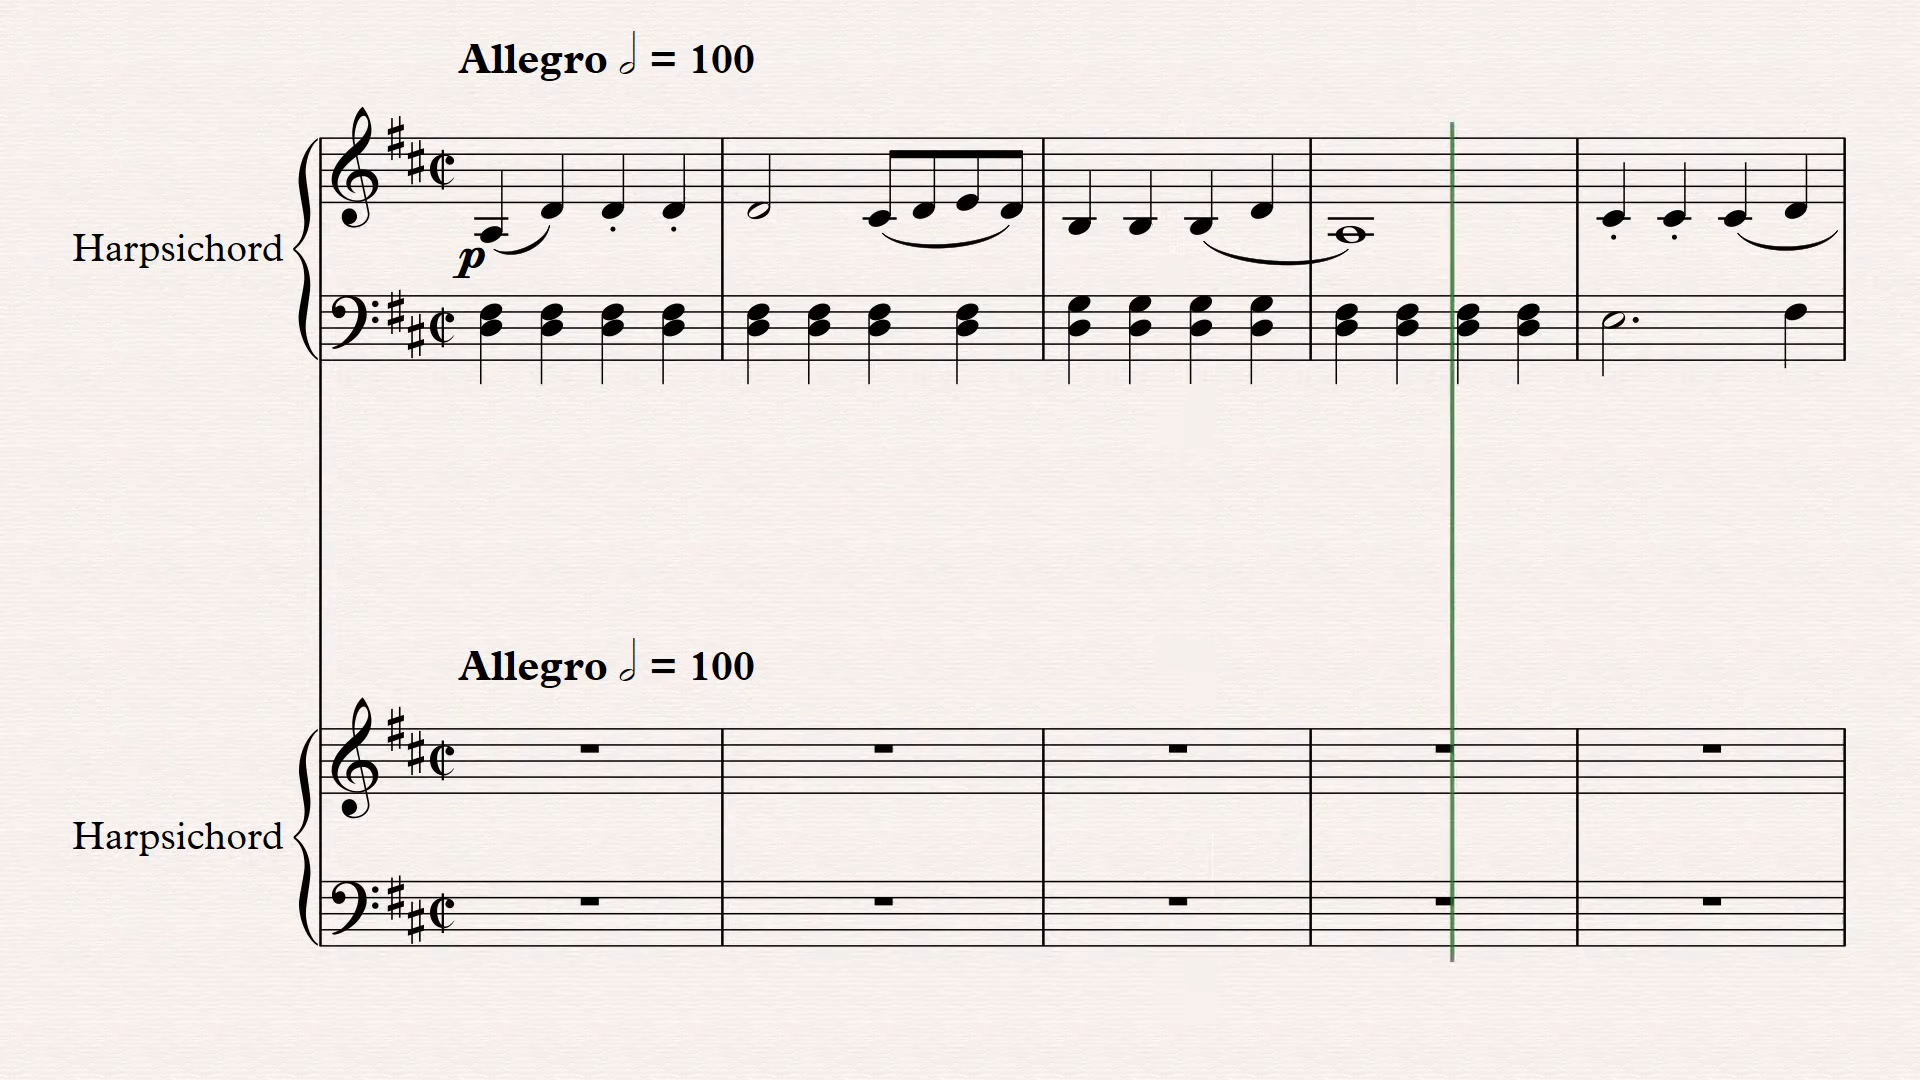 Allegro 𝅗𝅥 = 100
Harpsichord
p
Allegro 𝅗𝅥 = 100
Harpsichord